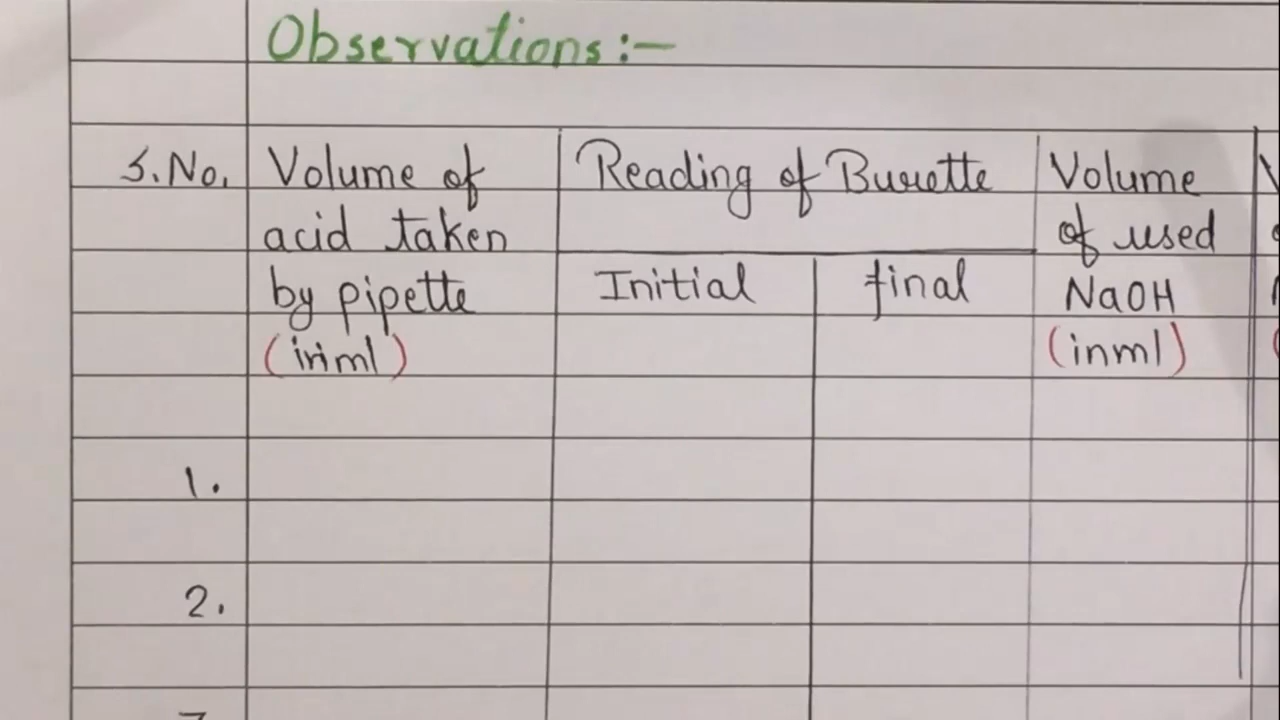 Observations :-
S.No. Volume of Reading of Burette Volume
acid taken of used
by pipette Initial final NaOH
(in ml) (in ml)
1.
2.